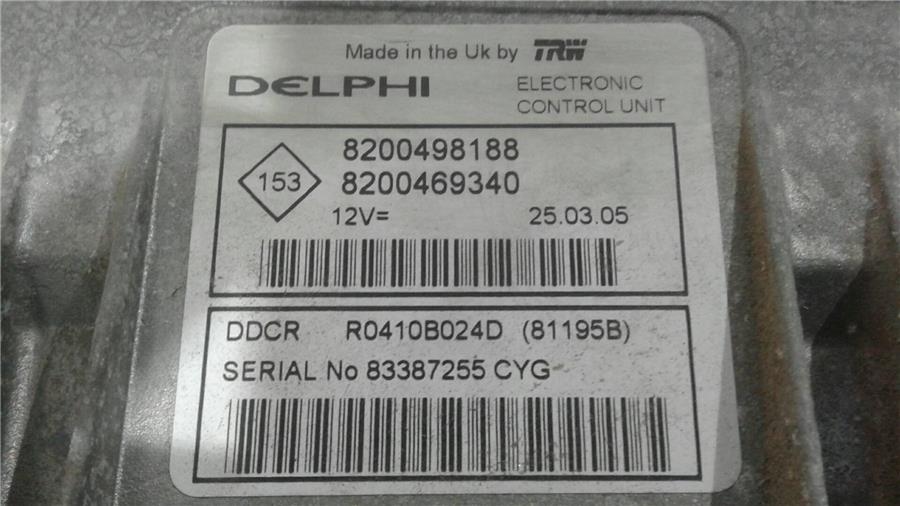 Made in the Uk by TRW
DELPHI
ELECTRONIC
CONTROL UNIT
153
8200498188
8200469340
12V=
25.03.05
DDCR R0410B024D (81195B)
SERIAL No 83387255 CYG